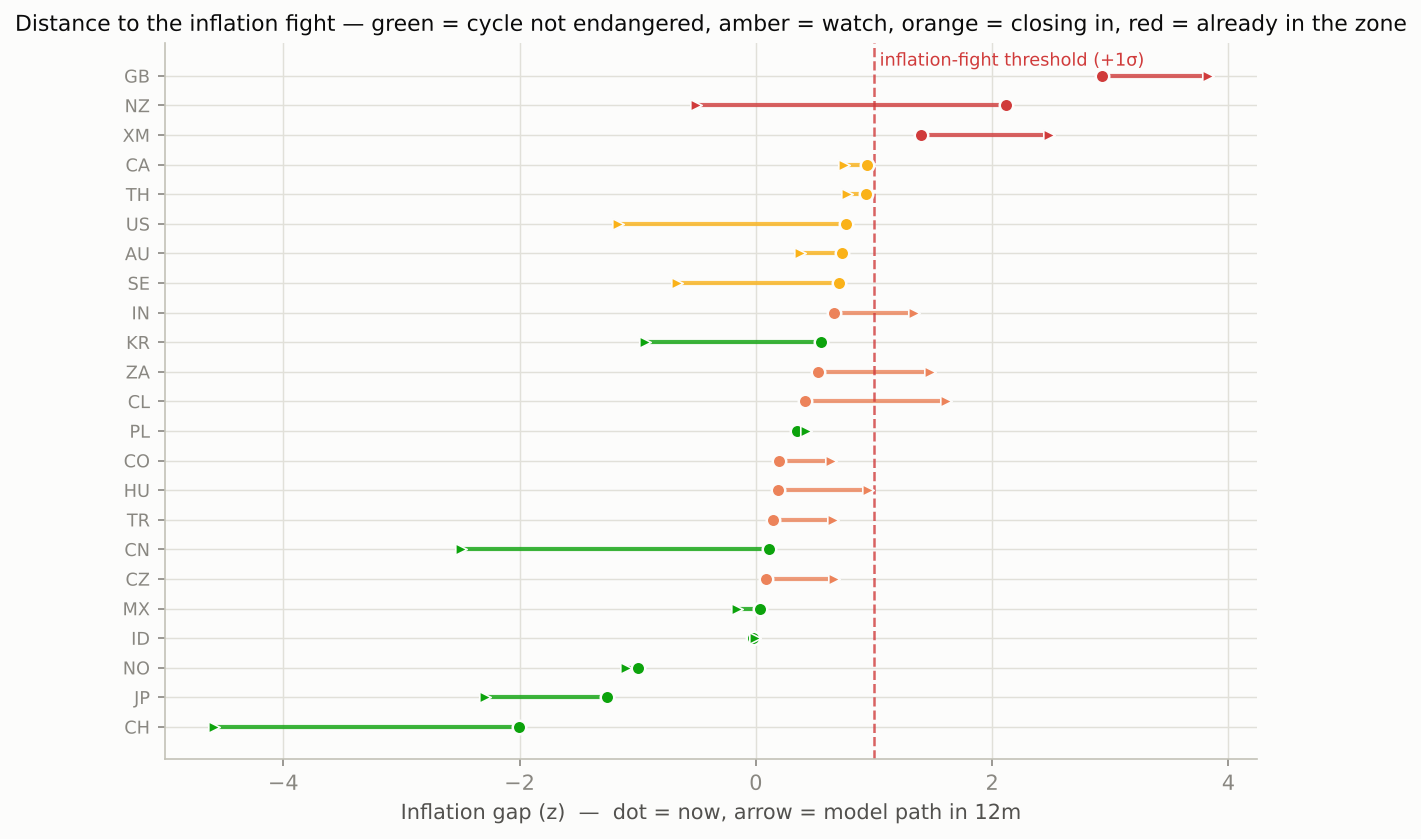 Distance to the inflation fight — green = cycle not endangered, amber = watch, orange = closing in, red = already in the zone
inflation-fight threshold (+1σ)
GB
NZ
XM
CA
TH
US
AU
SE
IN
KR
ZA
CL
PL
CO
HU
TR
CN
CZ
MX
ID
NO
JP
CH
−4 −2 0 2 4
Inflation gap (z) — dot = now, arrow = model path in 12m